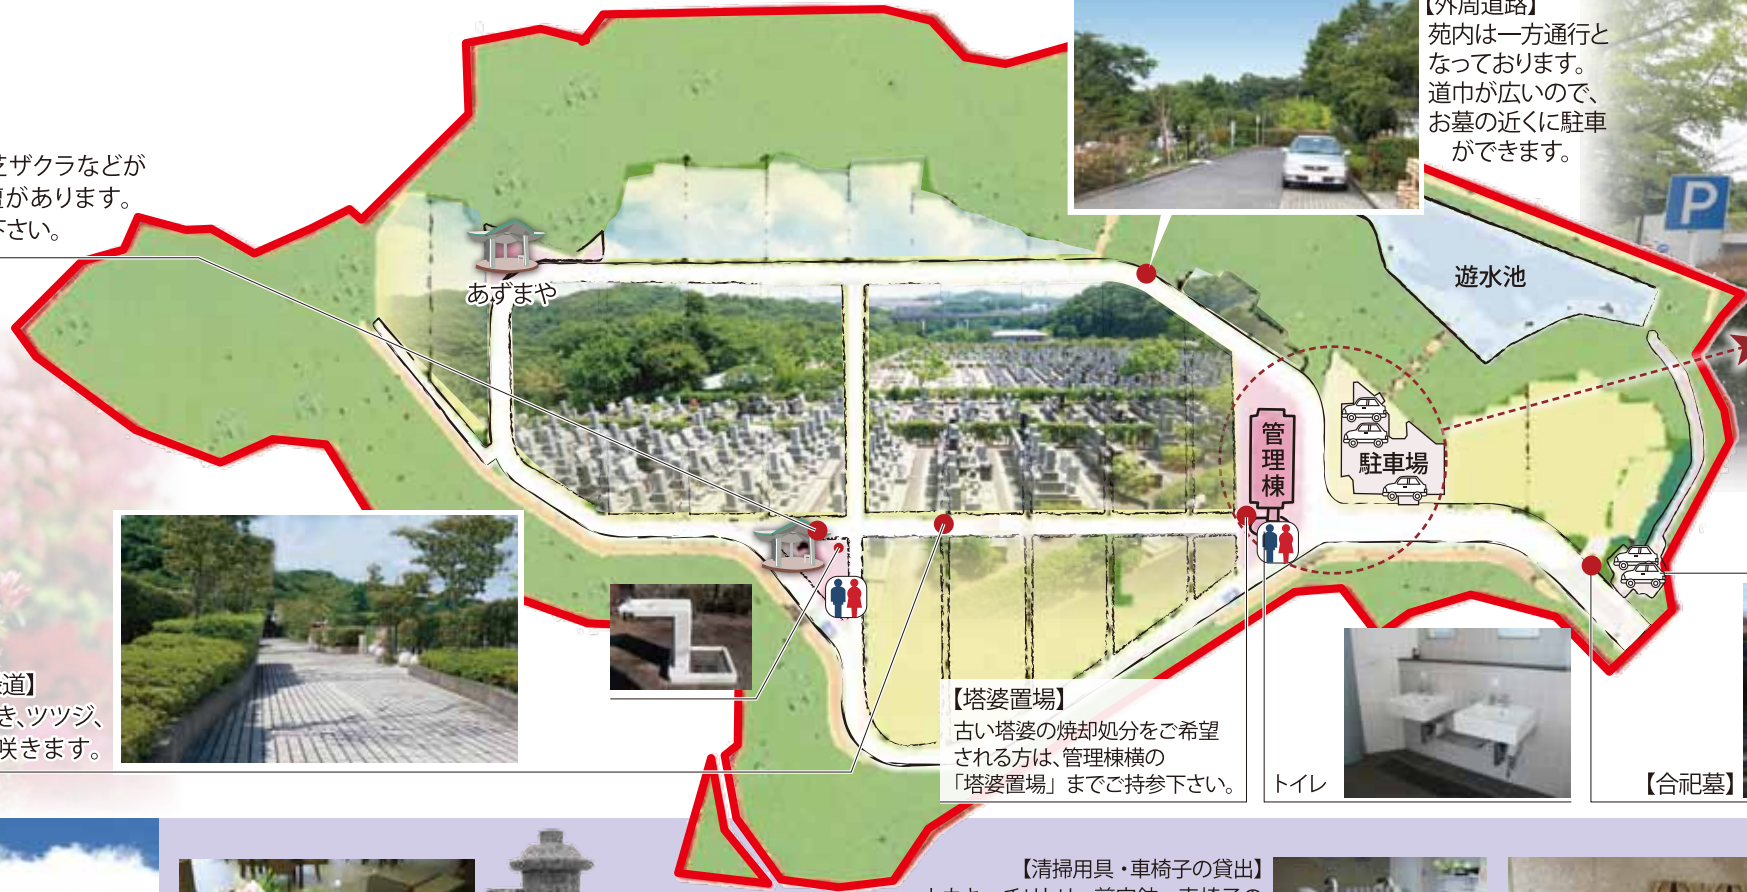 【外周道路】
苑内は一方通行と
なっております。
道巾が広いので、
お墓の近くに駐車
ができます。
P
芝ザクラなどが
があります。
下さい。
あずまや
遊水池
管理棟
駐車場
道】
き、ツツジ、
咲きます。
【塔婆置場】
古い塔婆の焼却処分をご希望
される方は、管理棟横の
「塔婆置場」までご持参下さい。
トイレ
【合祀墓】
【清掃用具・車椅子の貸出】